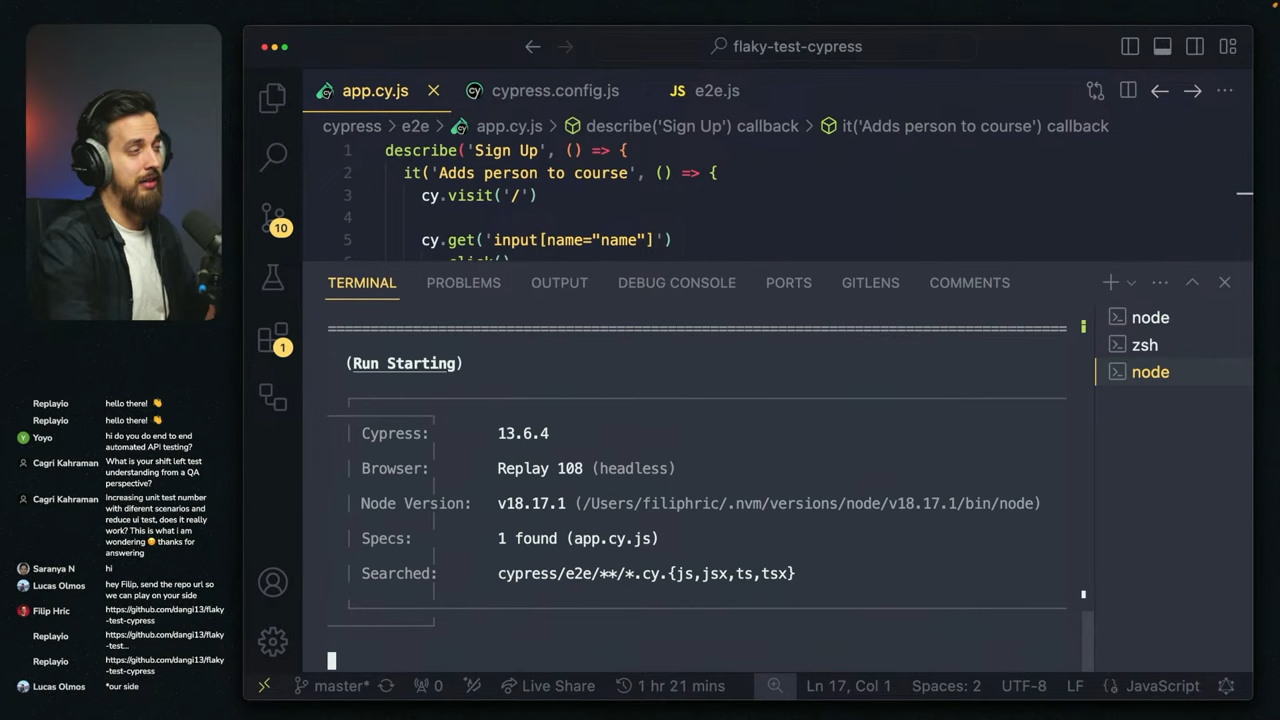 flaky-test-cypress
app.cy.js
cypress.config.js
JS e2e.js
cypress > e2e > app.cy.js > describe('Sign Up') callback > it('Adds person to course') callback
1 describe('Sign Up', () => {
2 it('Adds person to course', () => {
3 cy.visit('/')
4
5 cy.get('input[name="name"]')
TERMINAL PROBLEMS OUTPUT DEBUG CONSOLE PORTS GITLENS COMMENTS
(Run Starting)
Cypress: 13.6.4
Browser: Replay 108 (headless)
Node Version: v18.17.1 (/Users/filiphric/.nvm/versions/node/v18.17.1/bin/node)
Specs: 1 found (app.cy.js)
Searched: cypress/e2e/**/*.cy.{js,jsx,ts,tsx}
node
zsh
node
10
1
master* 0 Live Share 1 hr 21 mins Ln 17, Col 1 Spaces: 2 UTF-8 LF JavaScript
Replayio hello there! 👋
Replayio hello there! 👋
Y Yoyo hi do you do end to end
automated API testing?
Cagri Kahraman What is your shift left test
understanding from a QA
perspective?
Cagri Kahraman Increasing unit test number
with diferent scenarios and
reduce ui test, does it really
work? This is what i am
wondering 😊 thanks for
answering
Saranya N hi
Lucas Olmos hey Filip, send the repo url so
we can play on your side
Filip Hric https://github.com/dangi13/flaky
-test-cypress
Replayio https://github.com/dangi13/flaky
-test...
Replayio https://github.com/dangi13/flaky
-test-cypress
Lucas Olmos *our side